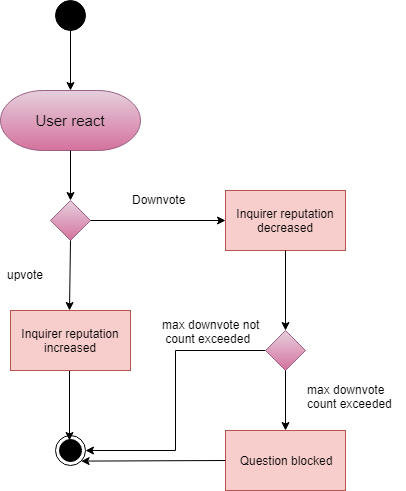 User react
Downvote
Inquirer reputation
decreased
upvote
Inquirer reputation
increased
max downvote not
count exceeded
max downvote
count exceeded
Question blocked